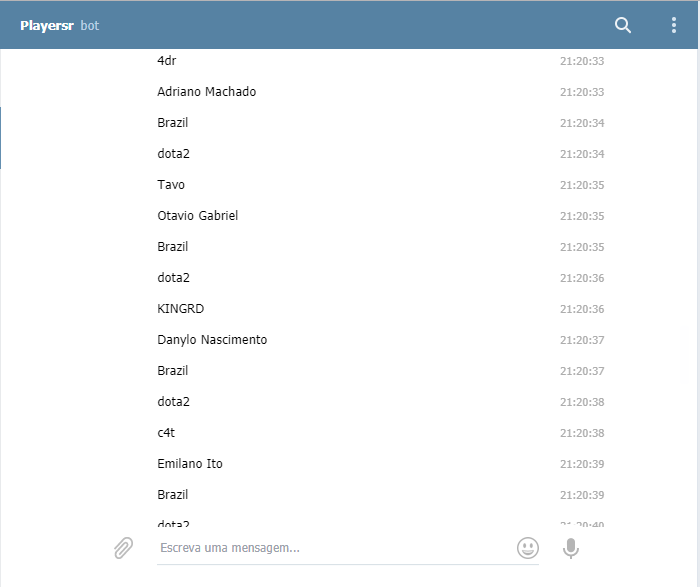 Playersr bot
4dr 21:20:33
Adriano Machado 21:20:33
Brazil 21:20:34
dota2 21:20:34
Tavo 21:20:35
Otavio Gabriel 21:20:35
Brazil 21:20:35
dota2 21:20:36
KINGRD 21:20:36
Danylo Nascimento 21:20:37
Brazil 21:20:37
dota2 21:20:38
c4t 21:20:38
Emilano Ito 21:20:39
Brazil 21:20:39
dota2 21:20:40
Escreva uma mensagem...